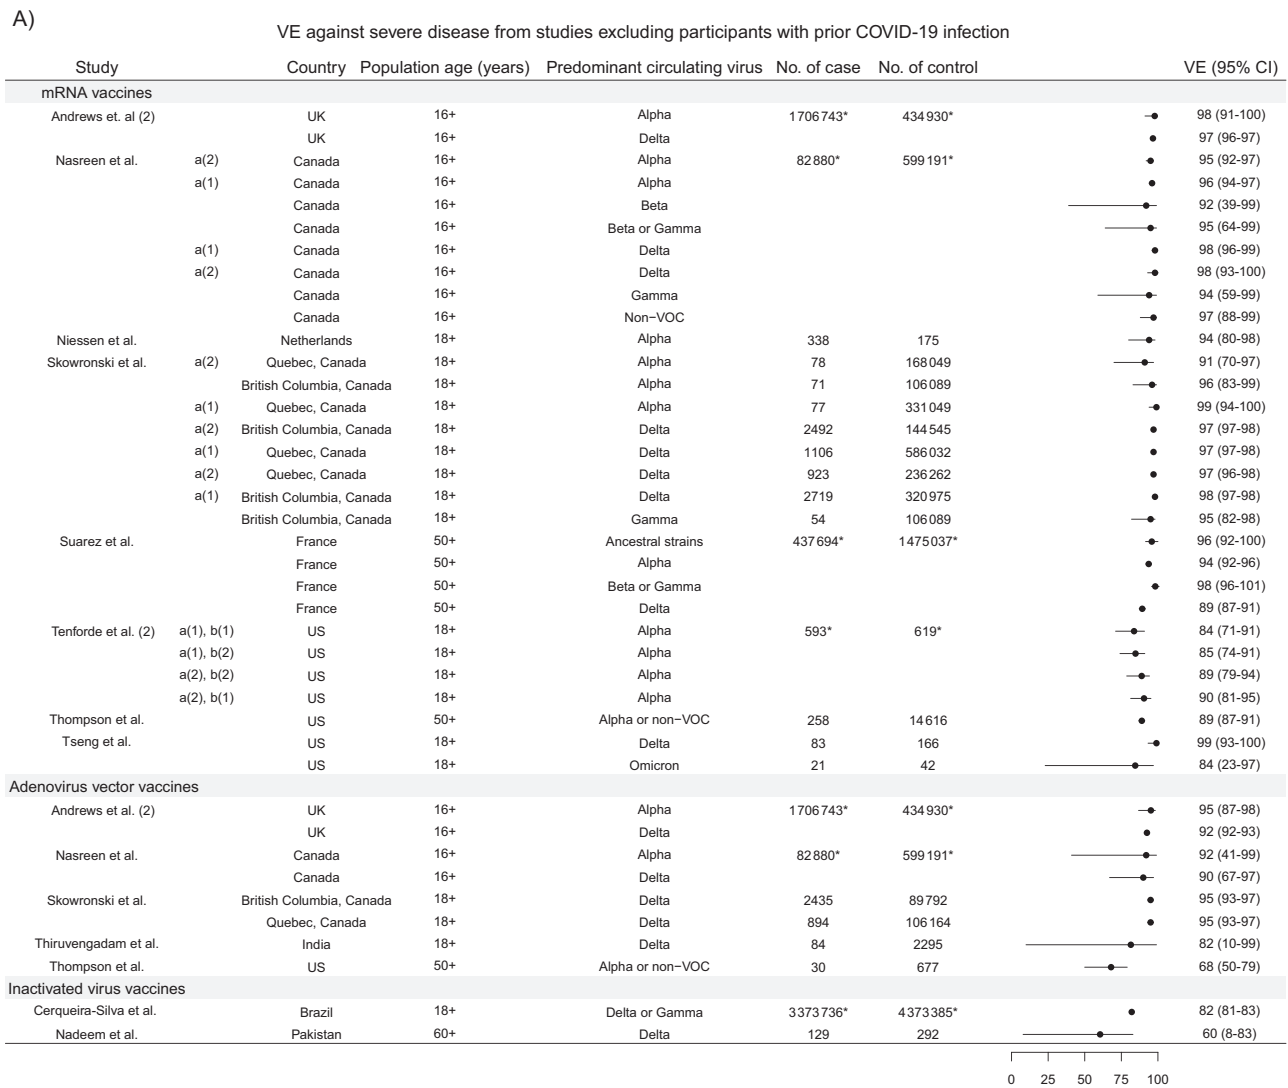 A)
VE against severe disease from studies excluding participants with prior COVID-19 infection
Study Country Population age (years) Predominant circulating virus No. of case No. of control VE (95% CI)
mRNA vaccines
Andrews et. al (2) UK 16+ Alpha 1706743* 434930* 98 (91-100)
UK 16+ Delta 97 (96-97)
Nasreen et al. a(2) Canada 16+ Alpha 82880* 599191* 95 (92-97)
a(1) Canada 16+ Alpha 96 (94-97)
Canada 16+ Beta 92 (39-99)
Canada 16+ Beta or Gamma 95 (64-99)
a(1) Canada 16+ Delta 98 (96-99)
a(2) Canada 16+ Delta 98 (93-100)
Canada 16+ Gamma 94 (59-99)
Canada 16+ Non−VOC 97 (88-99)
Niessen et al. Netherlands 18+ Alpha 338 175 94 (80-98)
Skowronski et al. a(2) Quebec, Canada 18+ Alpha 78 168049 91 (70-97)
British Columbia, Canada 18+ Alpha 71 106089 96 (83-99)
a(1) Quebec, Canada 18+ Alpha 77 331049 99 (94-100)
a(2) British Columbia, Canada 18+ Delta 2492 144545 97 (97-98)
a(1) Quebec, Canada 18+ Delta 1106 586032 97 (97-98)
a(2) Quebec, Canada 18+ Delta 923 236262 97 (96-98)
a(1) British Columbia, Canada 18+ Delta 2719 320975 98 (97-98)
British Columbia, Canada 18+ Gamma 54 106089 95 (82-98)
Suarez et al. France 50+ Ancestral strains 437694* 1475037* 96 (92-100)
France 50+ Alpha 94 (92-96)
France 50+ Beta or Gamma 98 (96-101)
France 50+ Delta 89 (87-91)
Tenforde et al. (2) a(1), b(1) US 18+ Alpha 593* 619* 84 (71-91)
a(1), b(2) US 18+ Alpha 85 (74-91)
a(2), b(2) US 18+ Alpha 89 (79-94)
a(2), b(1) US 18+ Alpha 90 (81-95)
Thompson et al. US 50+ Alpha or non−VOC 258 14616 89 (87-91)
Tseng et al. US 18+ Delta 83 166 99 (93-100)
US 18+ Omicron 21 42 84 (23-97)
Adenovirus vector vaccines
Andrews et. al (2) UK 16+ Alpha 1706743* 434930* 95 (87-98)
UK 16+ Delta 92 (92-93)
Nasreen et al. Canada 16+ Alpha 82880* 599191* 92 (41-99)
Canada 16+ Delta 90 (67-97)
Skowronski et al. British Columbia, Canada 18+ Delta 2435 89792 95 (93-97)
Quebec, Canada 18+ Delta 894 106164 95 (93-97)
Thiruvengadam et al. India 18+ Delta 84 2295 82 (10-99)
Thompson et al. US 50+ Alpha or non−VOC 30 677 68 (50-79)
Inactivated virus vaccines
Cerqueira-Silva et al. Brazil 18+ Delta or Gamma 3373736* 4373385* 82 (81-83)
Nadeem et al. Pakistan 60+ Delta 129 292 60 (8-83)
0 25 50 75 100